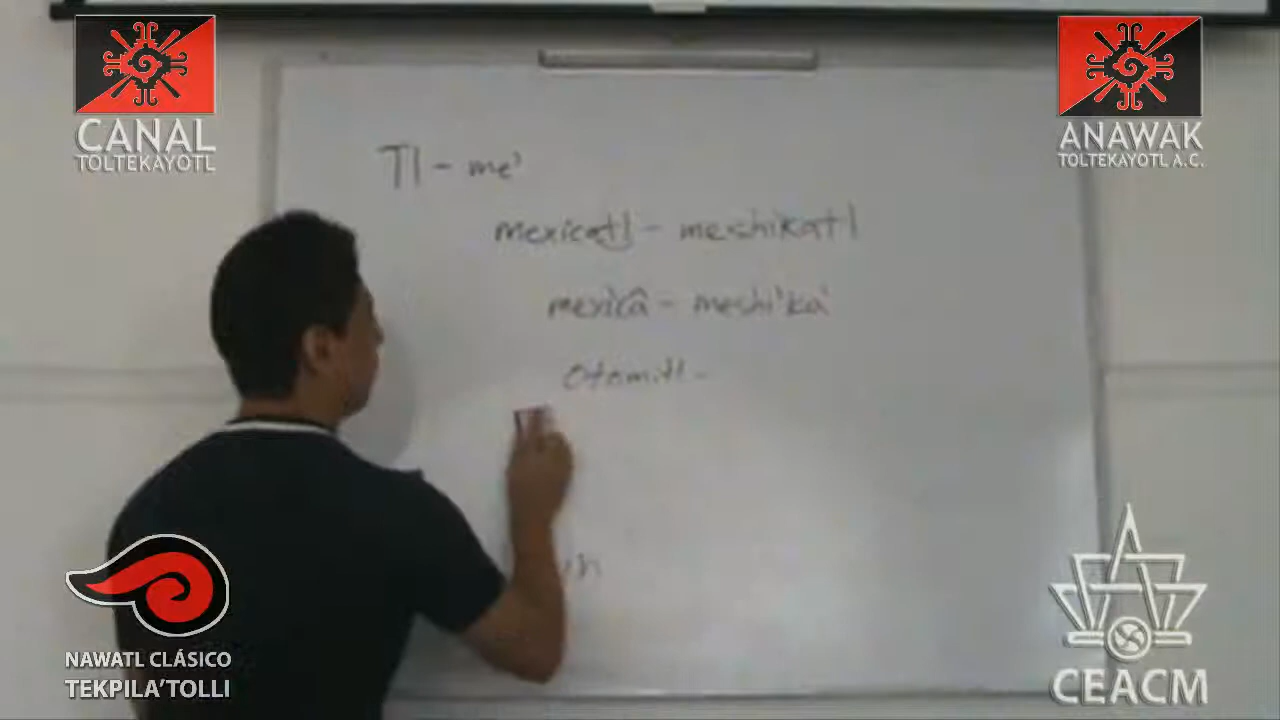 CANAL
TOLTEKAYOTL
ANAWAK
TOLTEKAYOTL A.C.
Tl - me'
mexicatl - meshikatl
mexicâ - meshi'ka'
otomitl -
NAWATL CLÁSICO
TEKPILA'TOLLI
CEACM